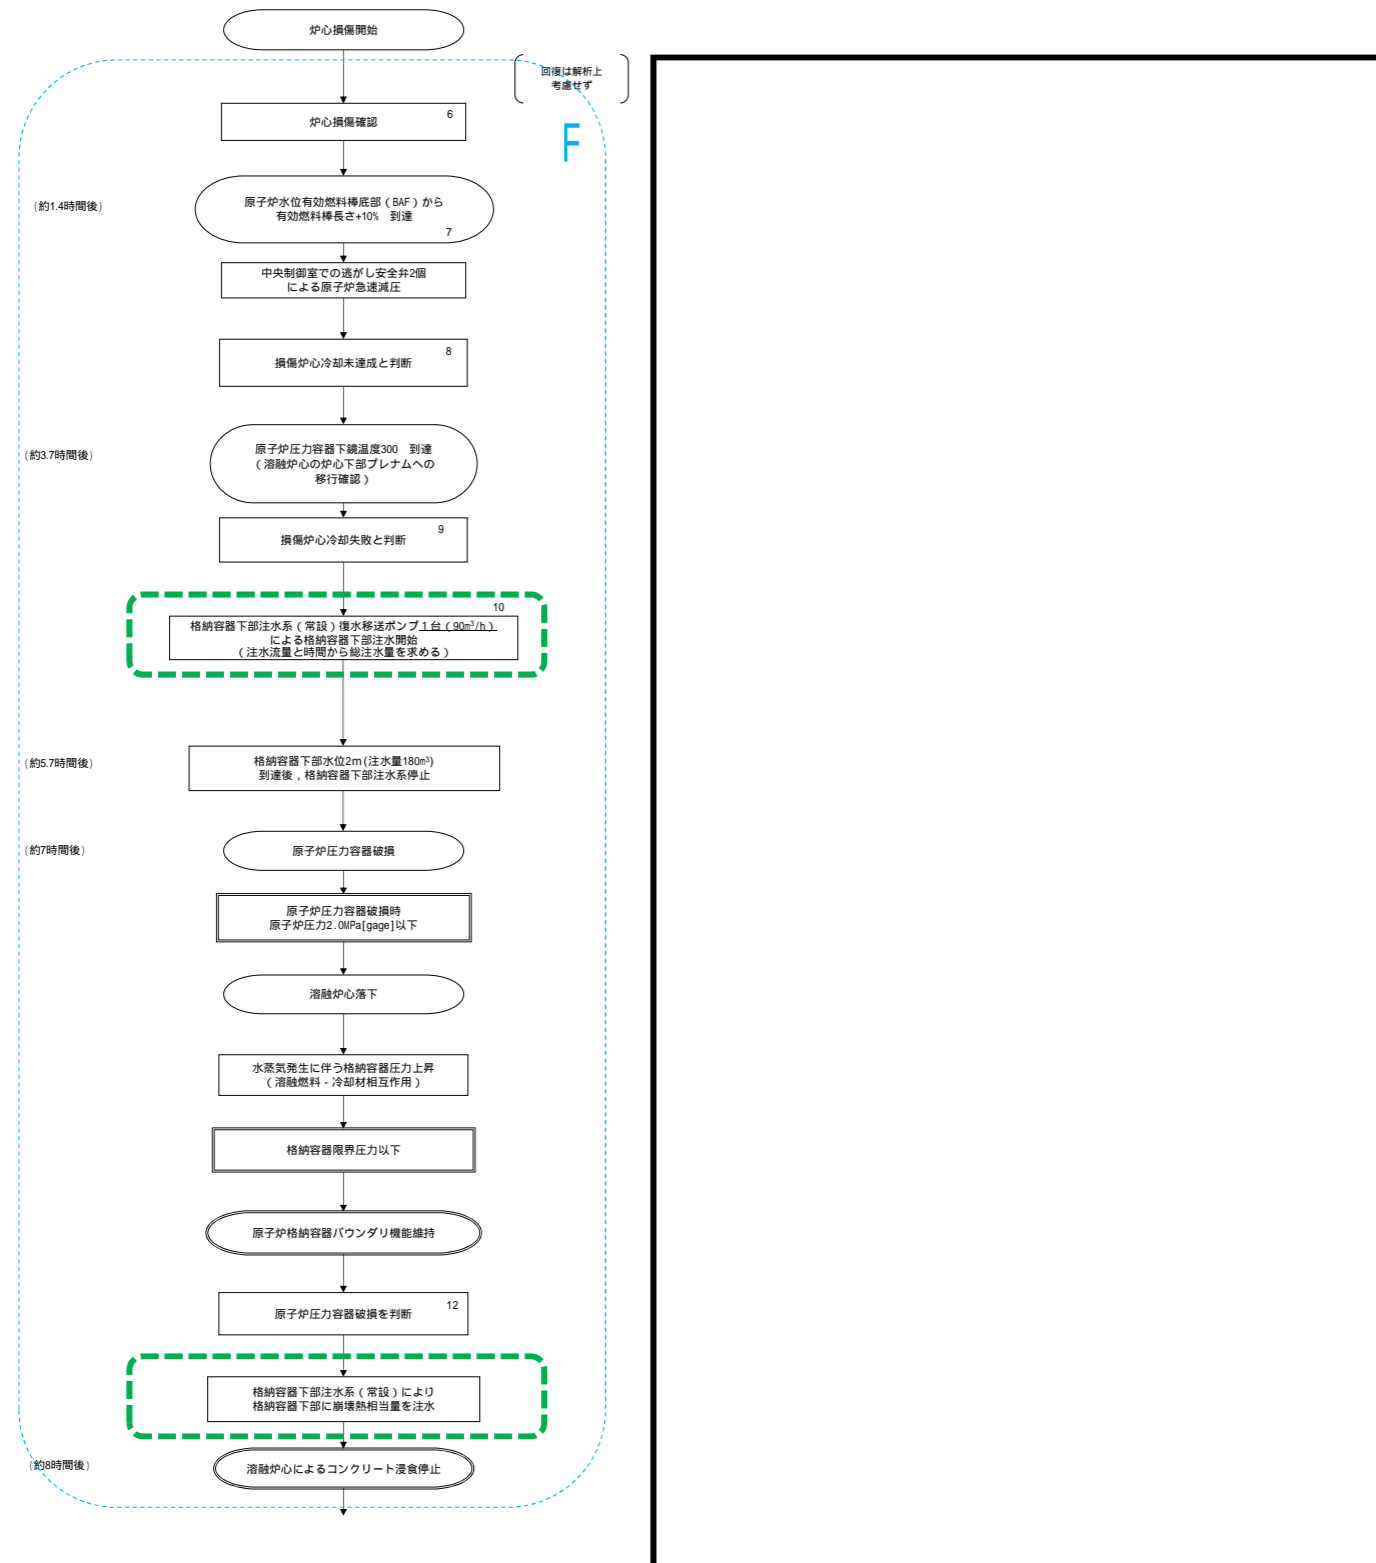 炉心損傷開始
回復は解析上
考慮せず
炉心損傷確認
6
F
(約1.4時間後)
原子炉水位有効燃料棒底部(BAF)から
有効燃料棒長さ+10% 到達
7
中央制御室での逃がし安全弁2個
による原子炉急速減圧
8
損傷炉心冷却未達成と判断
(約3.7時間後)
原子炉圧力容器下鏡温度300 到達
(溶融炉心の炉心下部プレナムへの
移行確認)
9
損傷炉心冷却失敗と判断
10
格納容器下部注水系(常設)復水移送ポンプ1台(90m³/h)
による格納容器下部注水開始
(注水流量と時間から総注水量を求める)
(約5.7時間後)
格納容器下部水位2m(注水量180m³)
到達後,格納容器下部注水系停止
(約7時間後)
原子炉圧力容器破損
原子炉圧力容器破損時
原子炉圧力2.0MPa[gage]以下
溶融炉心落下
水蒸気発生に伴う格納容器圧力上昇
(溶融燃料-冷却材相互作用)
格納容器限界圧力以下
原子炉格納容器バウンダリ機能維持
12
原子炉圧力容器破損を判断
格納容器下部注水系(常設)により
格納容器下部に崩壊熱相当量を注水
(約8時間後)
溶融炉心によるコンクリート浸食停止